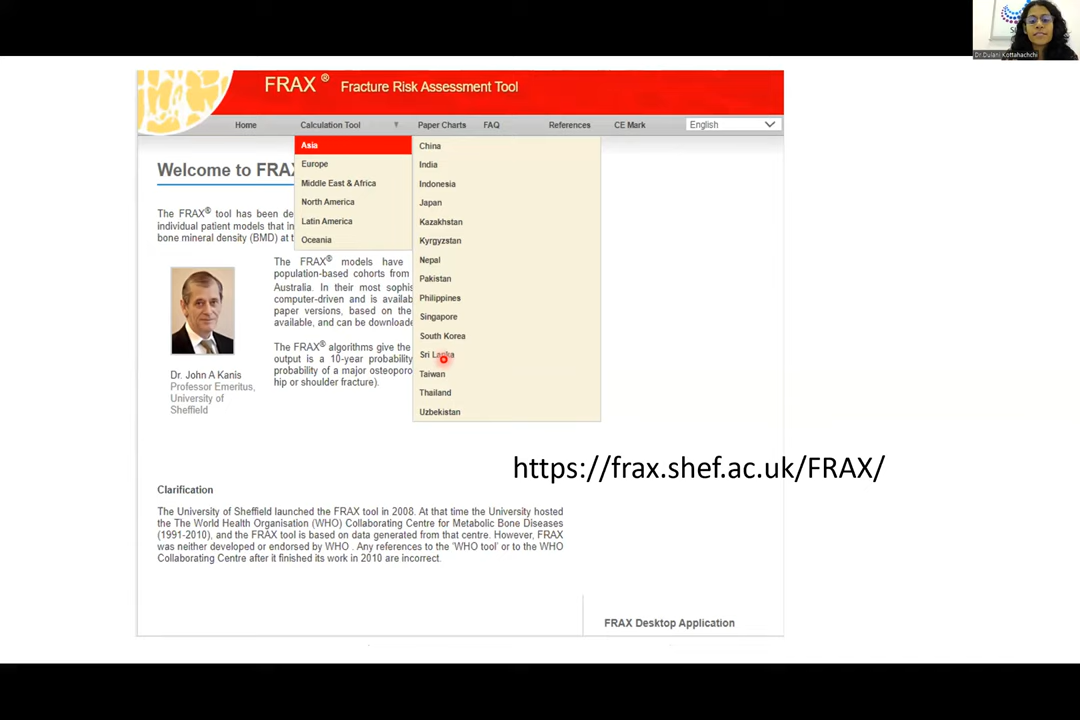 Dr Dulani Kottahachchi
FRAX ® Fracture Risk Assessment Tool
Home Calculation Tool ▼ Paper Charts FAQ References CE Mark English
Asia
Europe
Middle East & Africa
North America
Latin America
Oceania
China
India
Indonesia
Japan
Kazakhstan
Kyrgyzstan
Nepal
Pakistan
Philippines
Singapore
South Korea
Sri Lanka
Taiwan
Thailand
Uzbekistan
Welcome to FRA
The FRAX® tool has been de
individual patient models that in
bone mineral density (BMD) at t
The FRAX® models have
population-based cohorts from
Australia. In their most sophis
computer-driven and is availab
paper versions, based on the
available, and can be downloade
The FRAX® algorithms give the
output is a 10-year probability
probability of a major osteoporo
hip or shoulder fracture).
Dr. John A Kanis
Professor Emeritus,
University of
Sheffield
https://frax.shef.ac.uk/FRAX/
Clarification
The University of Sheffield launched the FRAX tool in 2008. At that time the University hosted
the The World Health Organisation (WHO) Collaborating Centre for Metabolic Bone Diseases
(1991-2010), and the FRAX tool is based on data generated from that centre. However, FRAX
was neither developed or endorsed by WHO . Any references to the 'WHO tool' or to the WHO
Collaborating Centre after it finished its work in 2010 are incorrect.
FRAX Desktop Application